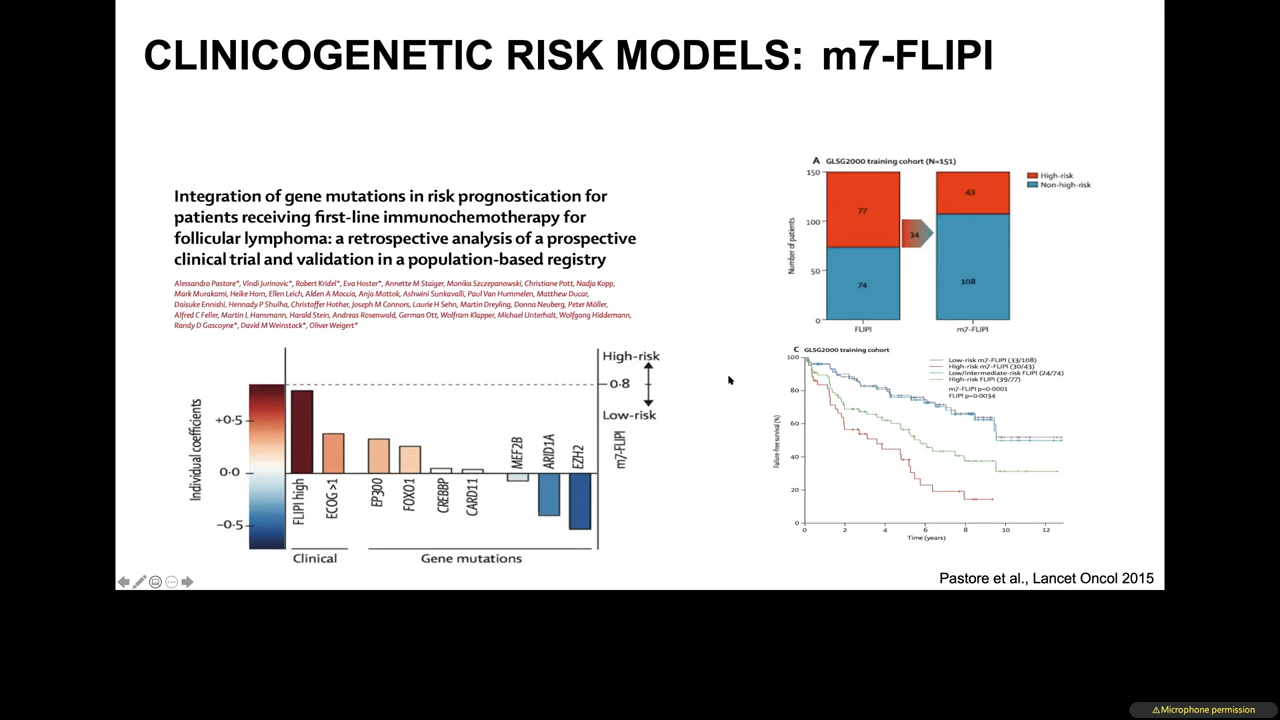 CLINICOGENETIC RISK MODELS: m7-FLIPI
Integration of gene mutations in risk prognostication for
patients receiving first-line immunochemotherapy for
follicular lymphoma: a retrospective analysis of a prospective
clinical trial and validation in a population-based registry
Alessandro Pastore*, Vindi Jurinovic*, Robert Kridel*, Eva Hoster*, Annette M Staiger, Monika Szczepanowski, Christiane Pott, Nadja Kopp,
Mark Murakami, Heike Horn, Ellen Leich, Alden A Moccia, Anja Mottok, Ashwini Sunkavalli, Paul Van Hummelen, Matthew Ducar,
Daisuke Ennishi, Hennady P Shulha, Christoffer Hother, Joseph M Connors, Laurie H Sehn, Martin Dreyling, Donna Neuberg, Peter Möller,
Alfred C Feller, Martin L Hansmann, Harald Stein, Andreas Rosenwald, German Ott, Wolfram Klapper, Michael Unterhalt, Wolfgang Hiddemann,
Randy D Gascoyne*, David M Weinstock*, Oliver Weigert*
Individual coefficients
+0·5
0·0
−0·5
FLIPI high
ECOG >1
EP300
FOXO1
CREBBP
CARD11
MEF2B
ARID1A
EZH2
Clinical
Gene mutations
High-risk
0·8
Low-risk
m7-FLIPI
A GLSG2000 training cohort (N=151)
High-risk
Non-high-risk
Number of patients
150
100
50
0
77
74
34
43
108
FLIPI
m7-FLIPI
C GLSG2000 training cohort
Low-risk m7-FLIPI (33/108)
High-risk m7-FLIPI (30/43)
Low/intermediate-risk FLIPI (24/74)
High-risk FLIPI (39/77)
m7-FLIPI p<0·0001
FLIPI p=0·0034
Failure-free survival (%)
100
80
60
40
20
0
0 2 4 6 8 10 12
Time (years)
Pastore et al., Lancet Oncol 2015
⚠Microphone permission